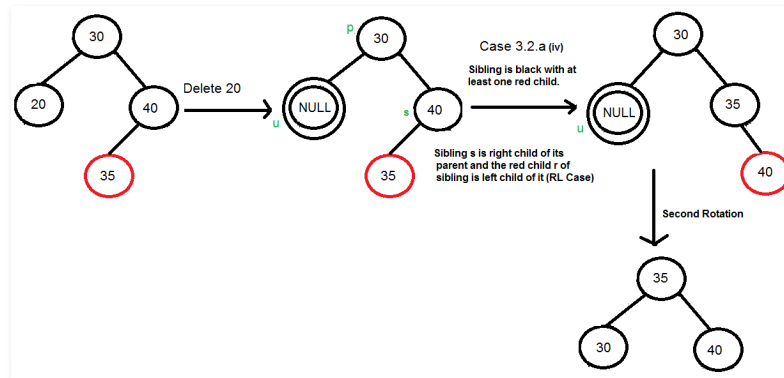 30
20
40
35
Delete 20
p
30
NULL
u
s 40
35
Case 3.2.a (iv)
Sibling is black with at
least one red child.
Sibling s is right child of its
parent and the red child r of
sibling is left child of it (RL Case)
30
NULL
u
35
40
Second Rotation
35
30
40